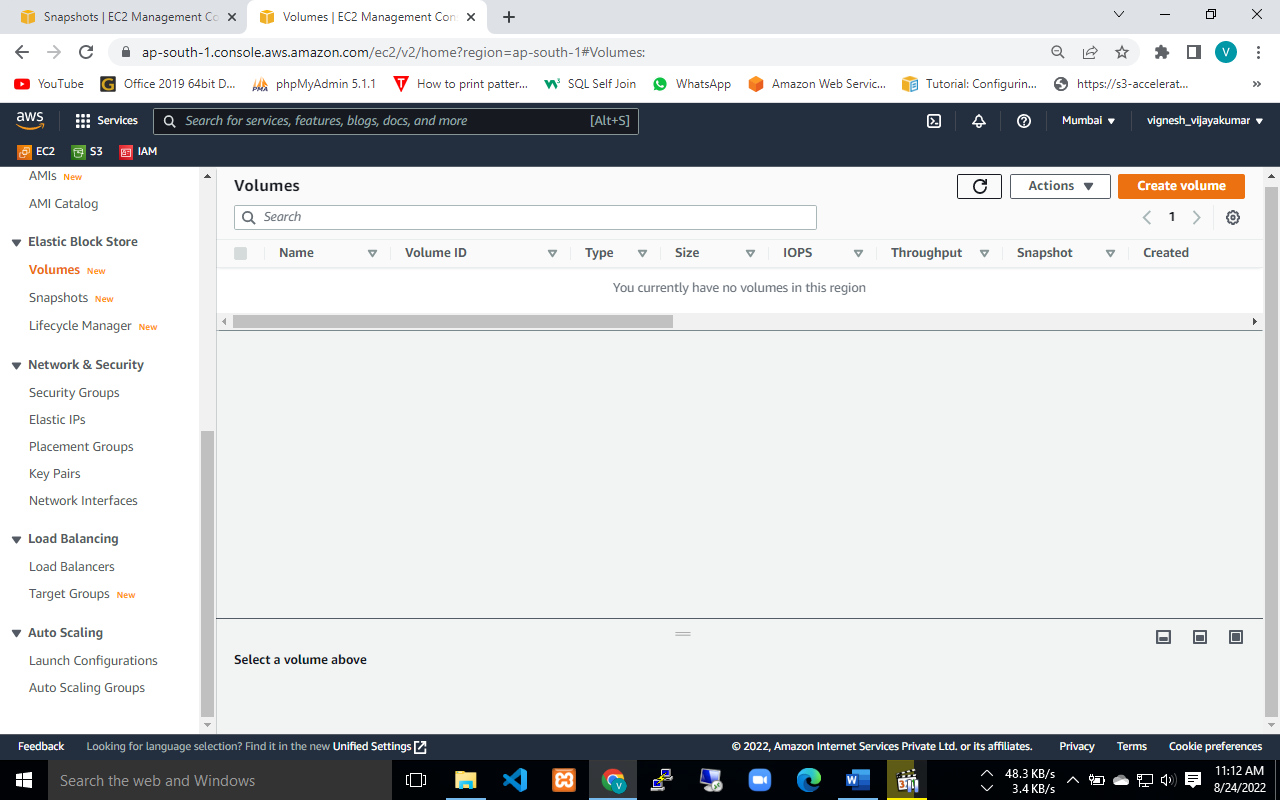 Snapshots | EC2 Management Co
Volumes | EC2 Management Con
ap-south-1.console.aws.amazon.com/ec2/v2/home?region=ap-south-1#Volumes:
V
YouTube
Office 2019 64bit D...
phpMyAdmin 5.1.1
How to print patter...
SQL Self Join
WhatsApp
Amazon Web Servic...
Tutorial: Configurin...
https://s3-accelerat...
»
aws
Services
Search for services, features, blogs, docs, and more
[Alt+S]
Mumbai
vignesh_vijayakumar
EC2
S3
IAM
AMIs New
AMI Catalog
Elastic Block Store
Volumes New
Snapshots New
Lifecycle Manager New
Network & Security
Security Groups
Elastic IPs
Placement Groups
Key Pairs
Network Interfaces
Load Balancing
Load Balancers
Target Groups New
Auto Scaling
Launch Configurations
Auto Scaling Groups
Volumes
Actions
Create volume
Search
1
Name
Volume ID
Type
Size
IOPS
Throughput
Snapshot
Created
You currently have no volumes in this region
Select a volume above
Feedback
Looking for language selection? Find it in the new Unified Settings
© 2022, Amazon Internet Services Private Ltd. or its affiliates.
Privacy
Terms
Cookie preferences
Search the web and Windows
48.3 KB/s
3.4 KB/s
11:12 AM
8/24/2022